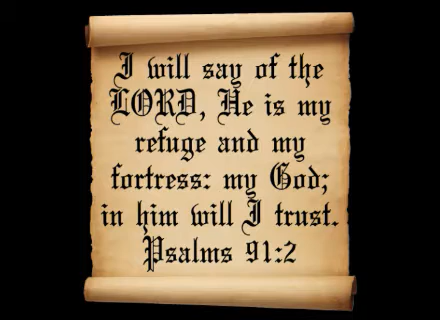 I will say of the
LORD, He is my
refuge and my
fortress: my God;
in him will I trust.
Psalms 91:2